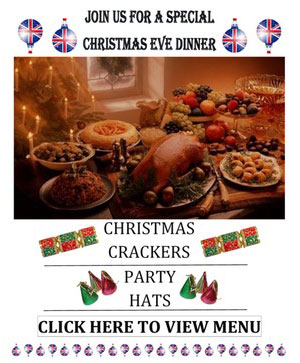 JOIN US FOR A SPECIAL
CHRISTMAS EVE DINNER
CHRISTMAS
CRACKERS
PARTY
HATS
CLICK HERE TO VIEW MENU